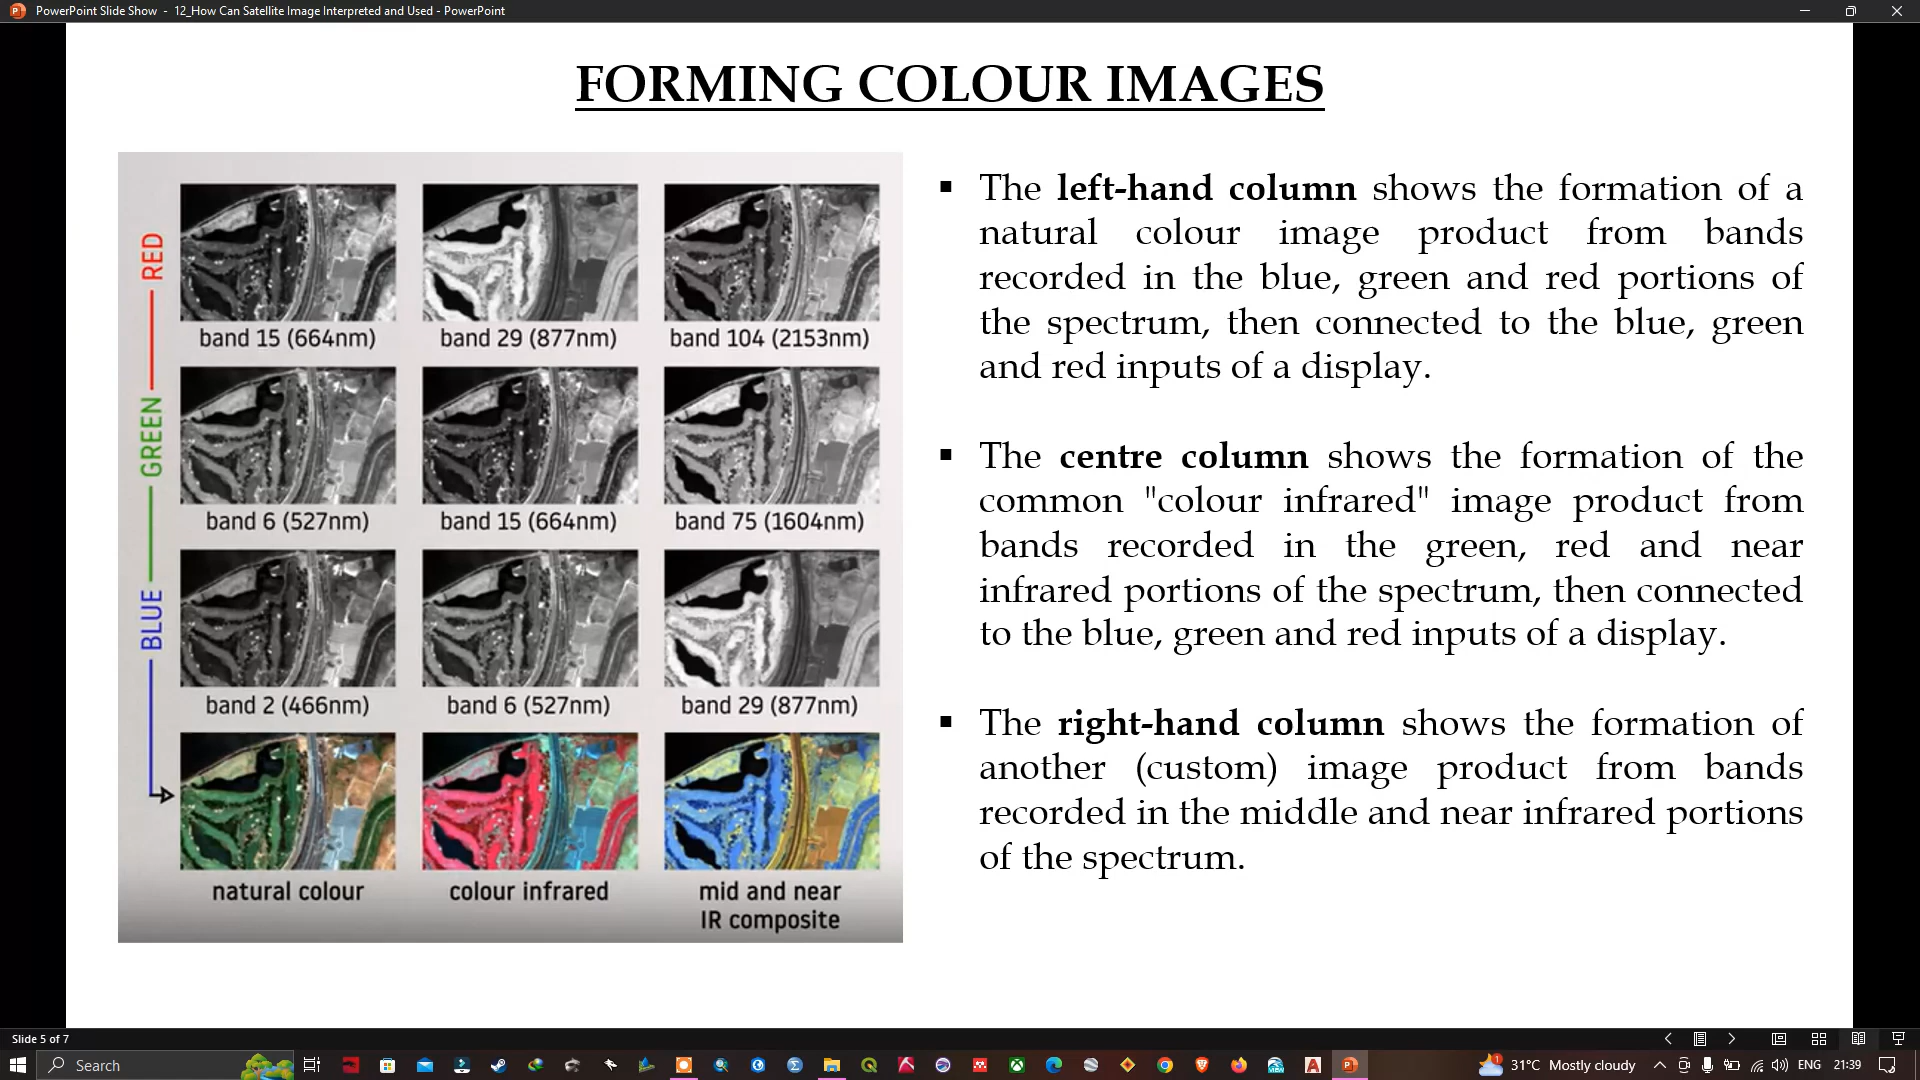 PowerPoint Slide Show - 12_How Can Satellite Image Interpreted and Used - PowerPoint
FORMING COLOUR IMAGES
RED
GREEN
BLUE
band 15 (664nm)
band 29 (877nm)
band 104 (2153nm)
band 6 (527nm)
band 15 (664nm)
band 75 (1604nm)
band 2 (466nm)
band 6 (527nm)
band 29 (877nm)
natural colour
colour infrared
mid and near
IR composite
▪ The left-hand column shows the formation of a
natural colour image product from bands
recorded in the blue, green and red portions of
the spectrum, then connected to the blue, green
and red inputs of a display.
▪ The centre column shows the formation of the
common "colour infrared" image product from
bands recorded in the green, red and near
infrared portions of the spectrum, then connected
to the blue, green and red inputs of a display.
▪ The right-hand column shows the formation of
another (custom) image product from bands
recorded in the middle and near infrared portions
of the spectrum.
Slide 5 of 7
Search
1
31°C Mostly cloudy
ENG
21:39